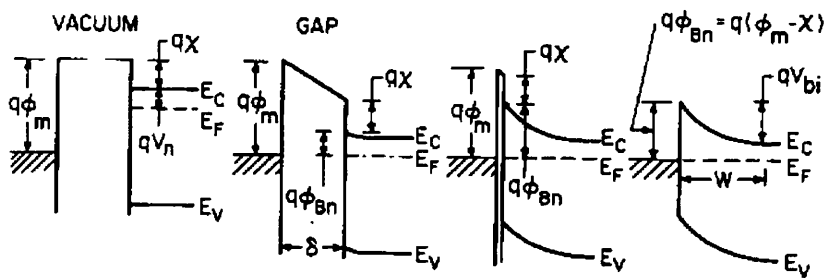 VACUUM
qχ
qϕm
EC
EF
qVn
EV
GAP
qχ
qϕm
EC
EF
qϕBn
δ
EV
qχ
qϕm
EC
EF
qϕBn
EV
qϕBn = q(ϕm - χ)
qVbi
EC
EF
W
EV